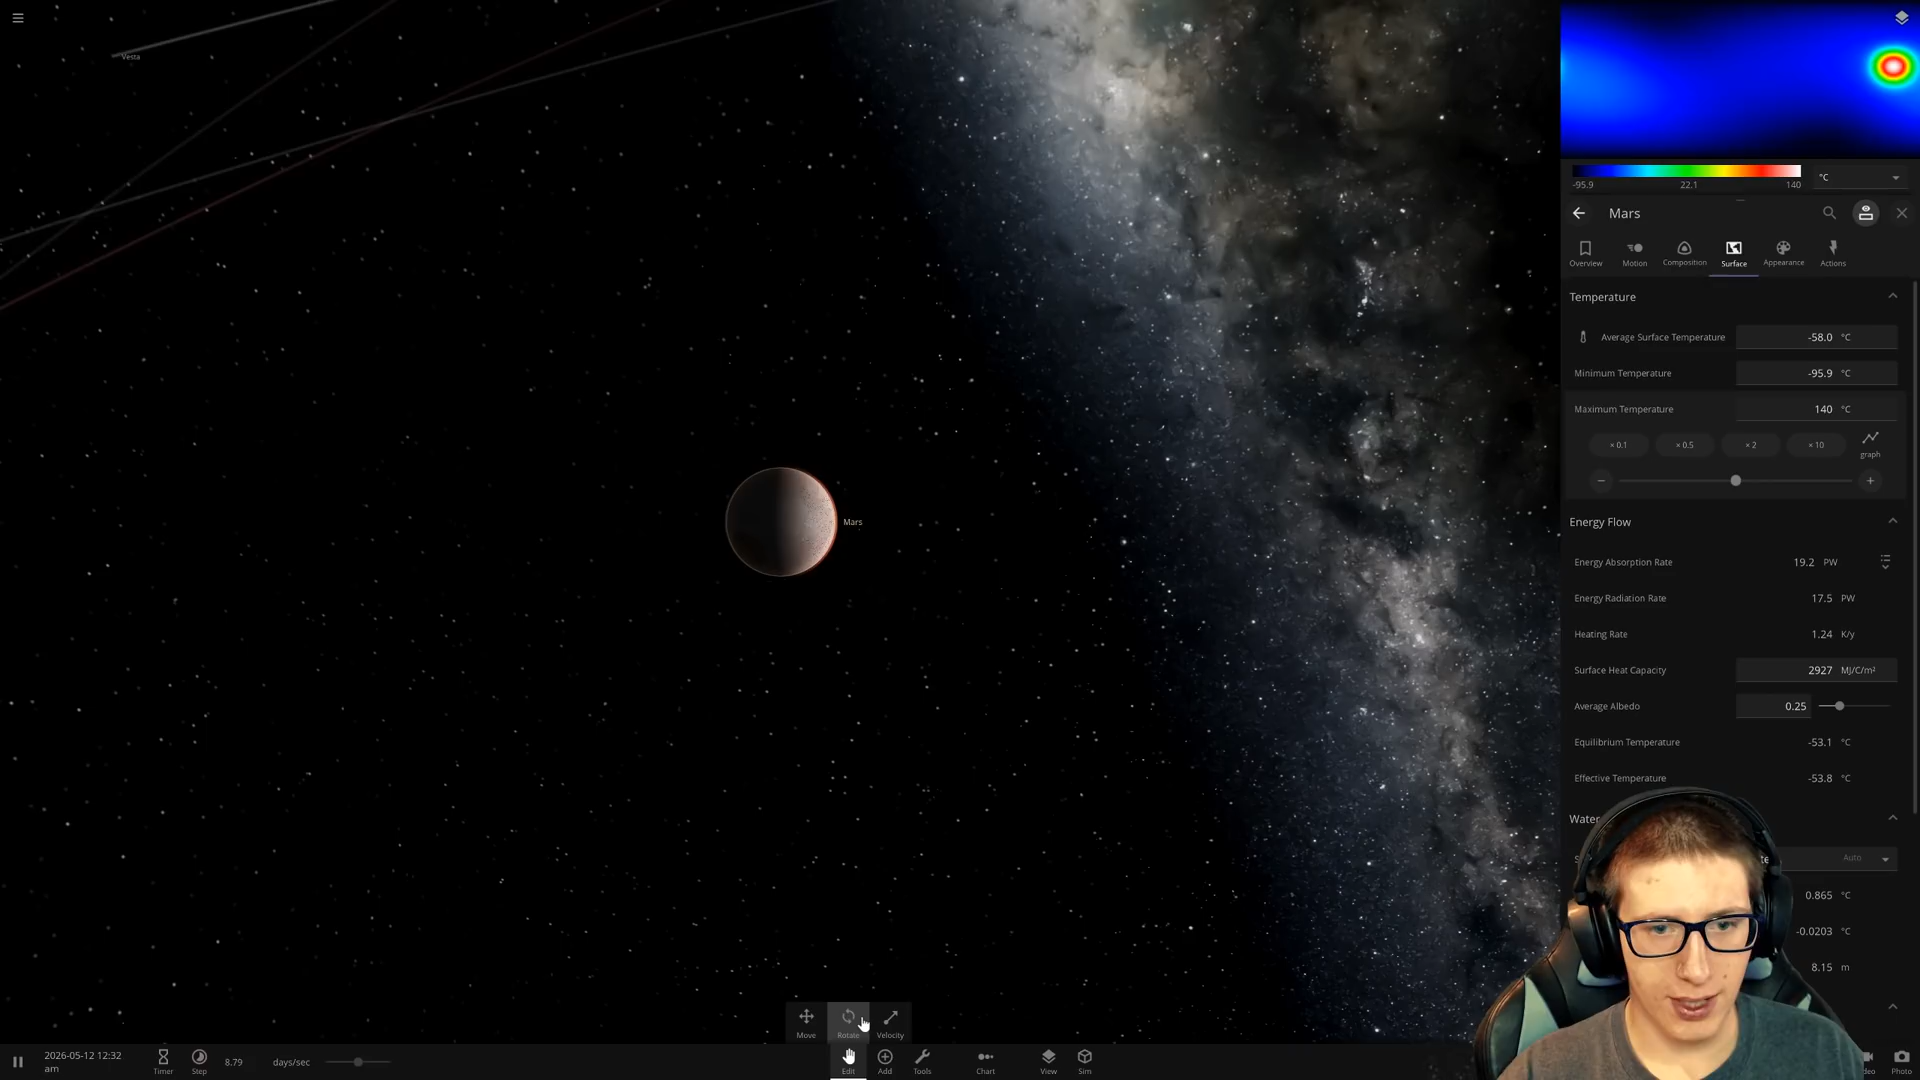 Vesta
-95.9 22.1 140 °C
Mars
Overview Motion Composition Surface Appearance Actions
Temperature
Average Surface Temperature -58.0 °C
Minimum Temperature -95.9 °C
Maximum Temperature 140 °C
× 0.1 × 0.5 × 2 × 10 graph
Energy Flow
Mars
Energy Absorption Rate 19.2 PW
Energy Radiation Rate 17.5 PW
Heating Rate 1.24 K/y
Surface Heat Capacity 2927 MJ/C/m²
Average Albedo 0.25
Equilibrium Temperature -53.1 °C
Effective Temperature -53.8 °C
Auto
0.865 °C
-0.0203 °C
8.15 m
Move Rotate Velocity
2026-05-12 12:32
am
Timer Step 8.79 days/sec
Edit Add Tools Chart View Sim
Photo